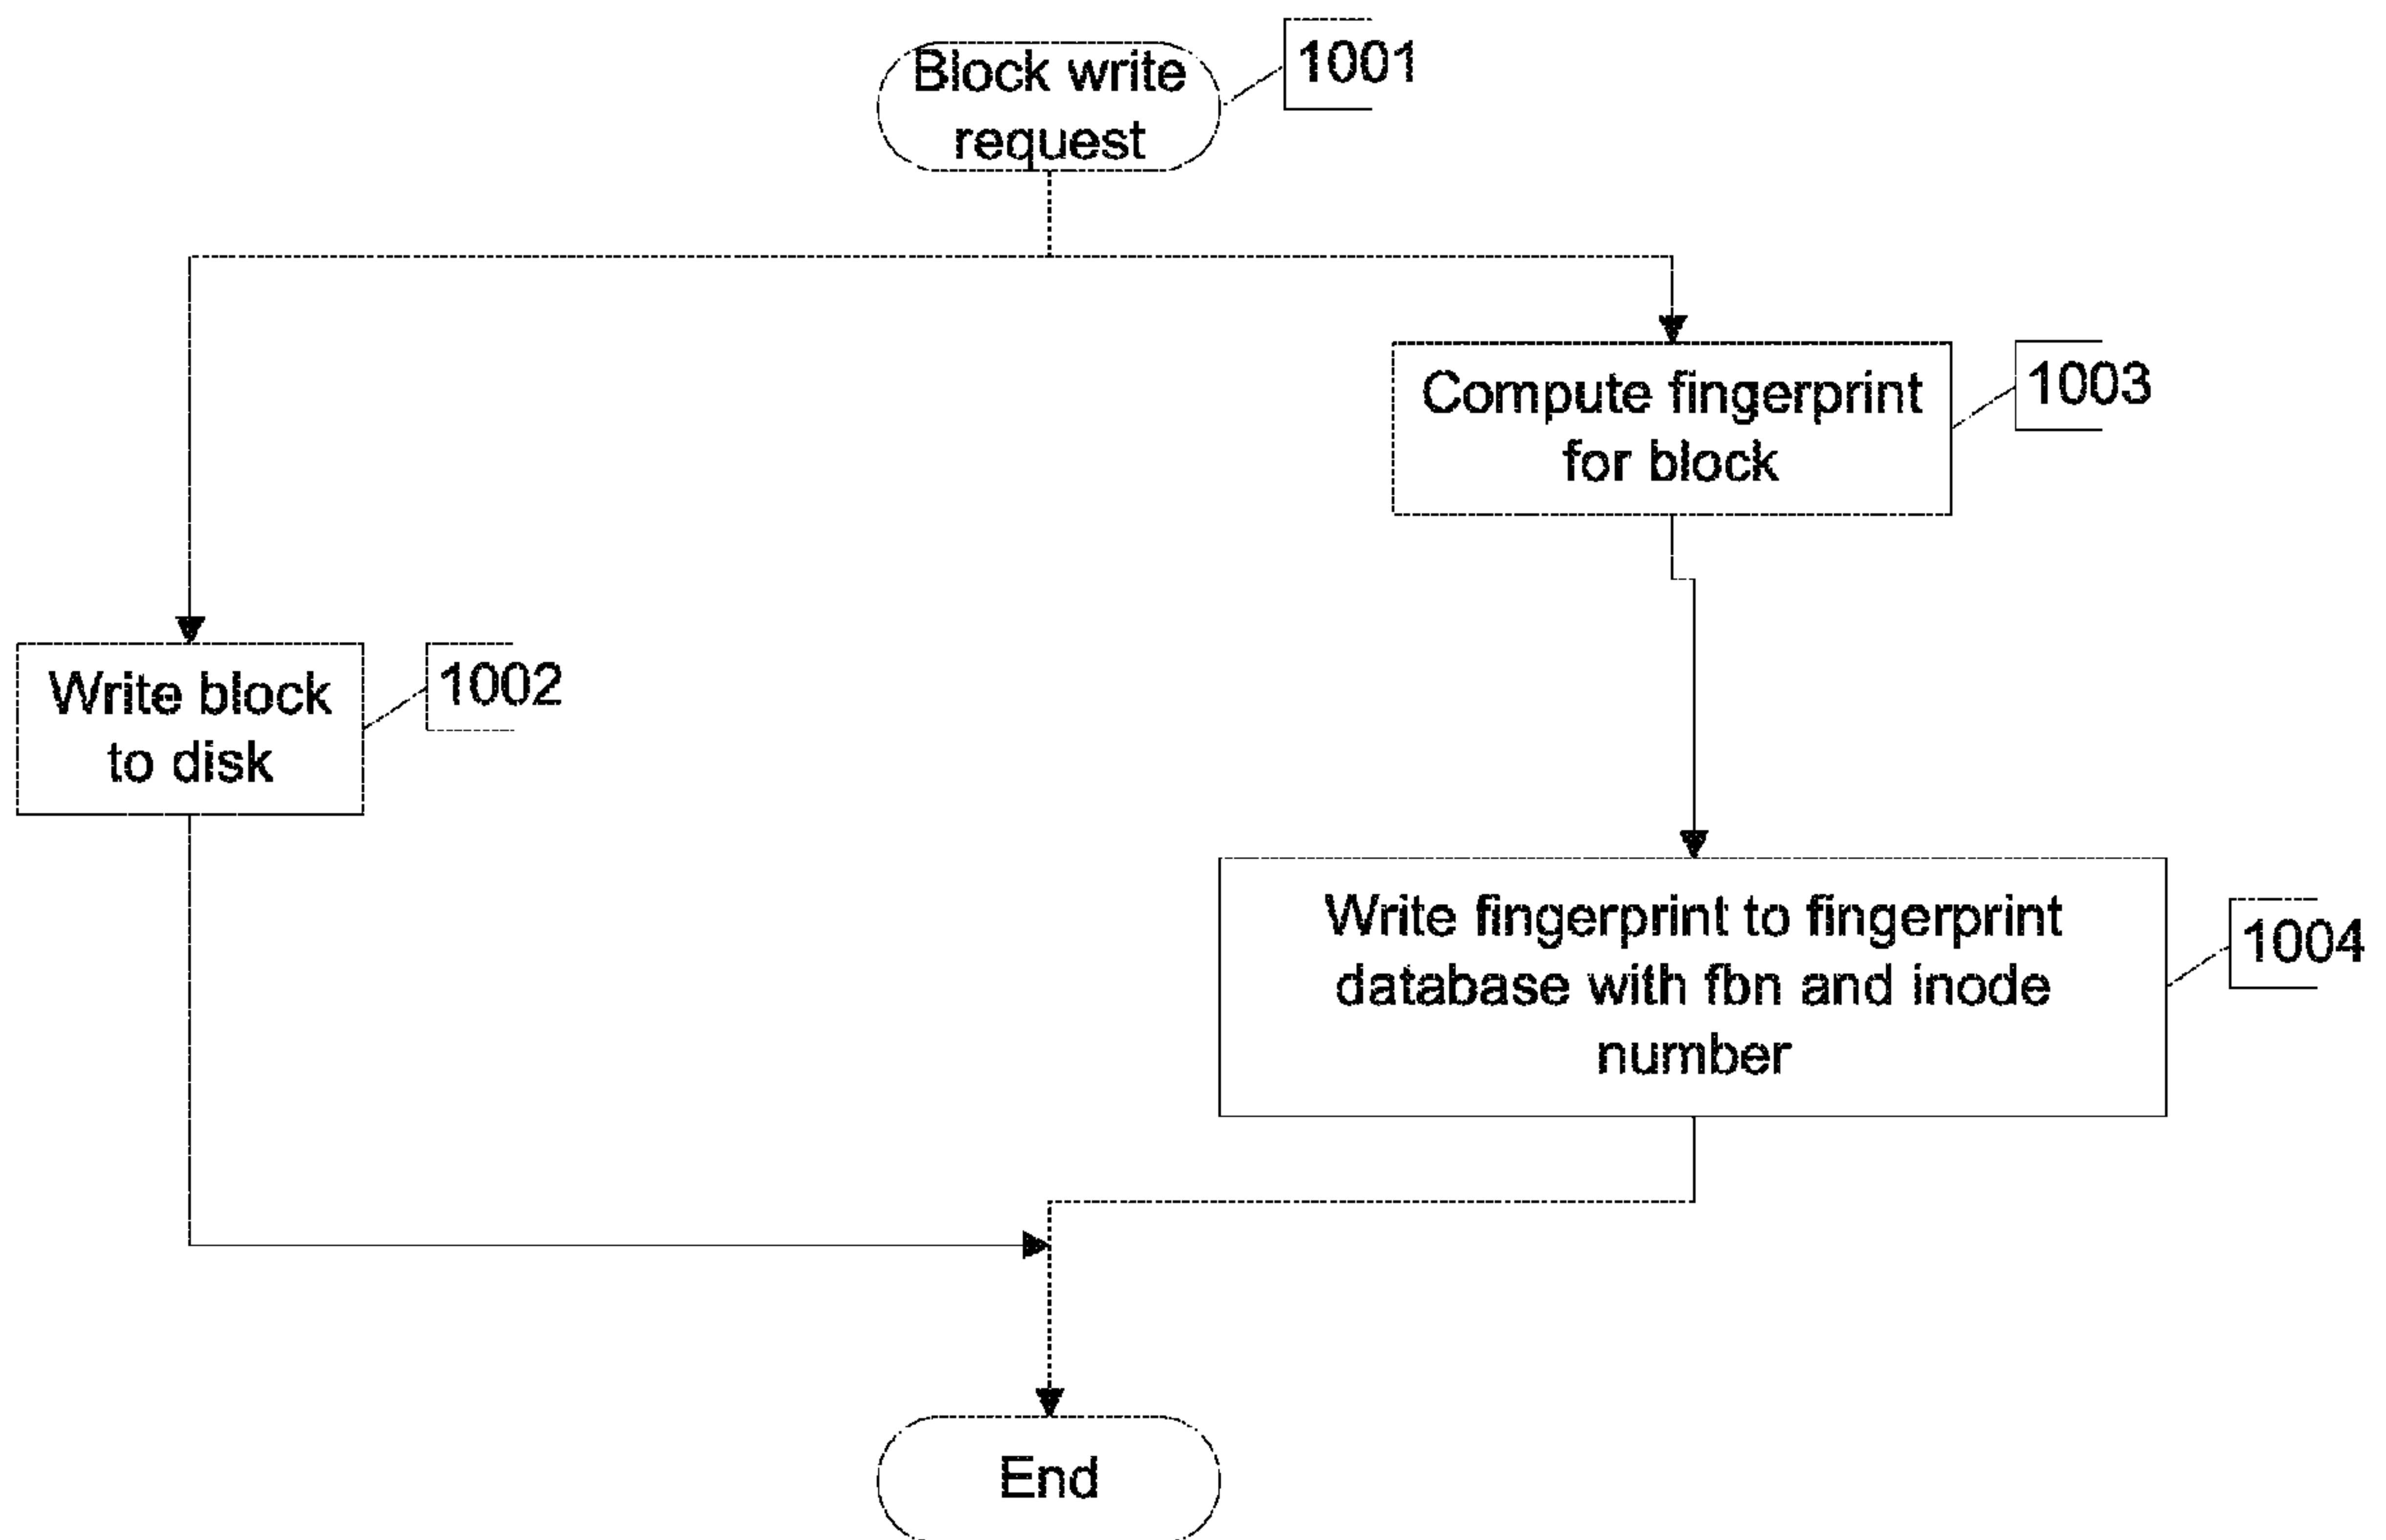 Block write
request
1001
Compute fingerprint
for block
1003
Write block
to disk
1002
Write fingerprint to fingerprint
database with fbn and inode
number
1004
End